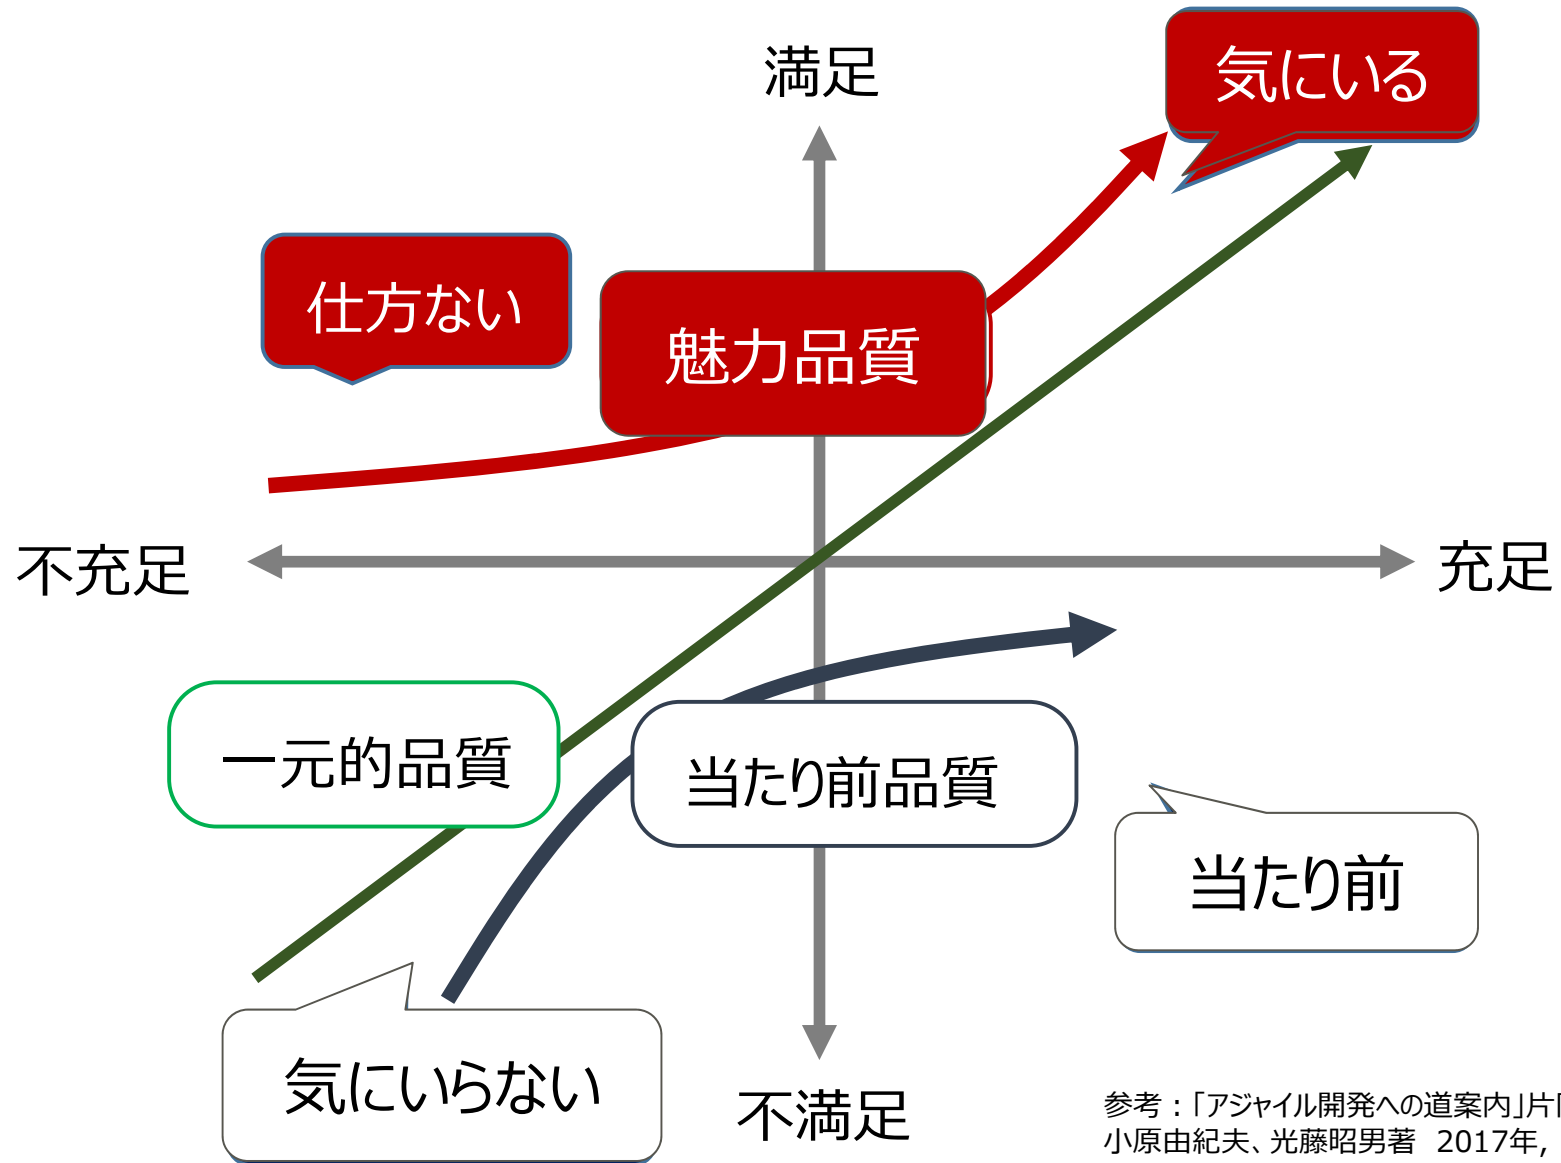 満足
気にいる
仕方ない
魅力品質
不充足
充足
一元的品質
当たり前品質
当たり前
気にいらない
不満足
参考：「アジャイル開発への道案内」片
小原由紀夫、光藤昭男著 2017年,